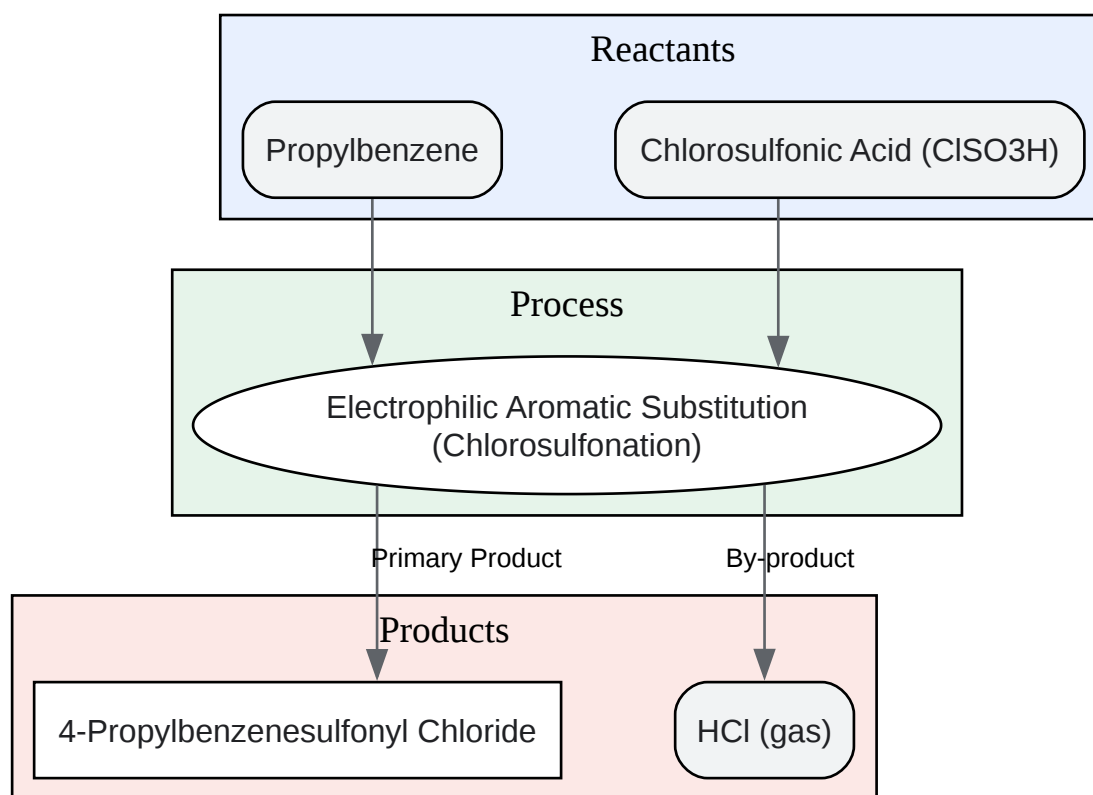 Reactants
Propylbenzene
Chlorosulfonic Acid (ClSO3H)
Process
Electrophilic Aromatic Substitution
(Chlorosulfonation)
Primary Product
By-product
Products
4-Propylbenzenesulfonyl Chloride
HCl (gas)